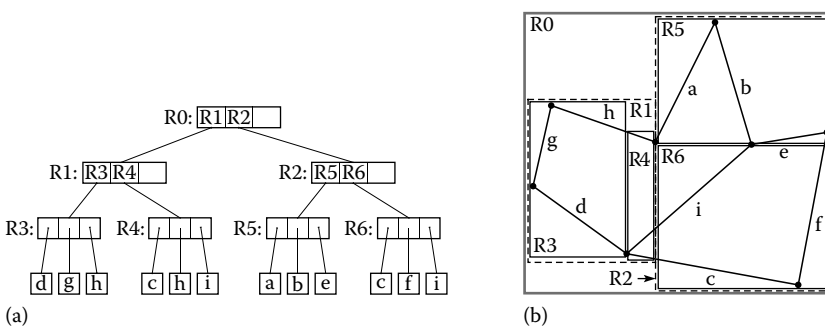 R0: R1 R2
R1: R3 R4
R2: R5 R6
R3:
R4:
R5:
R6:
d g h
c h i
a b e
c f i
(a)
R0
R5
a
b
h
R1
g
R4
R6
e
d
i
f
R3
R2
c
(b)